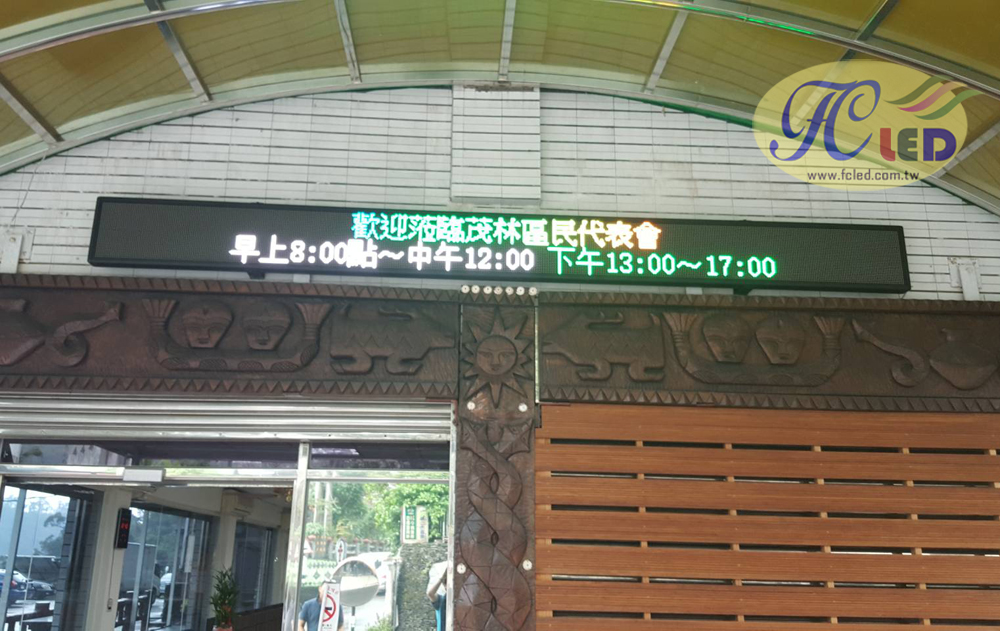 FC LED
www.fcled.com.tw
歡迎蒞臨茂林區民代表會
早上8:00點～中午12:00 下午13:00～17:00